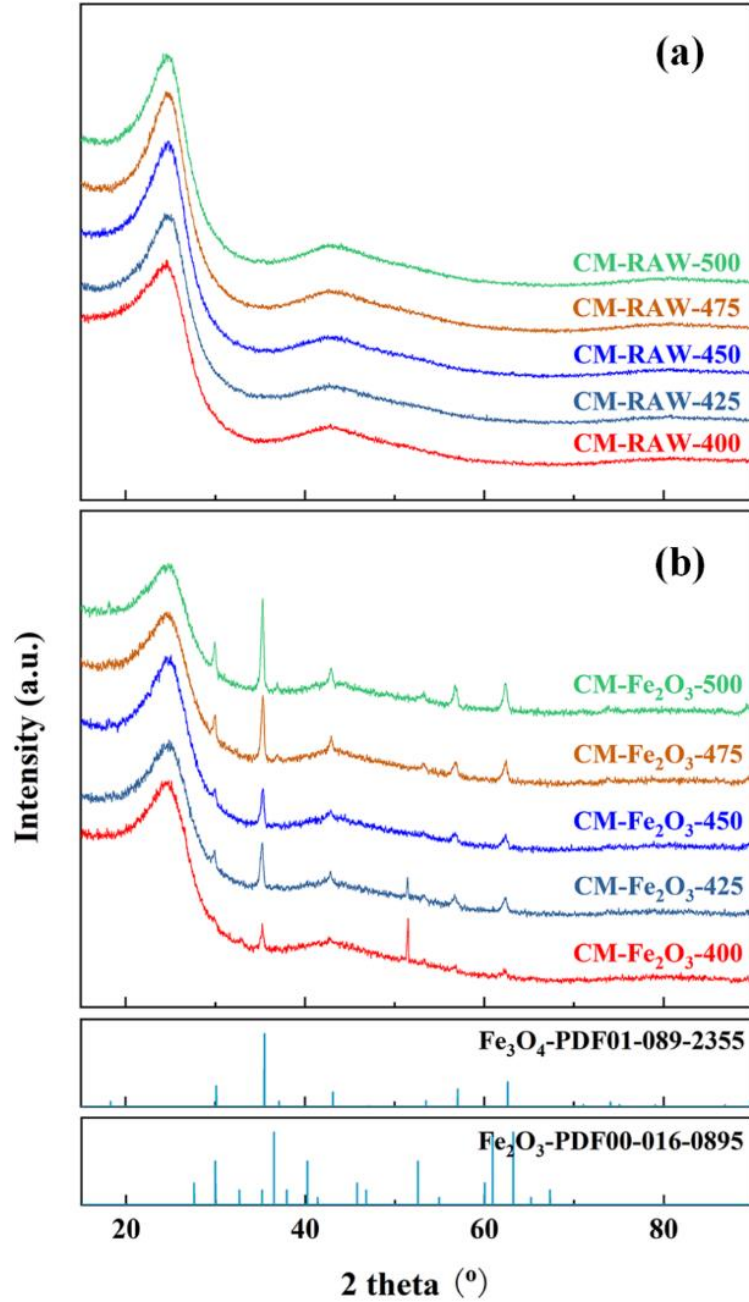 (a)
CM-RAW-500
CM-RAW-475
CM-RAW-450
CM-RAW-425
CM-RAW-400
(b)
CM-Fe₂O₃-500
CM-Fe₂O₃-475
CM-Fe₂O₃-450
CM-Fe₂O₃-425
CM-Fe₂O₃-400
Intensity (a.u.)
Fe₃O₄-PDF01-089-2355
Fe₂O₃-PDF00-016-0895
20 40 60 80
2 theta (º)